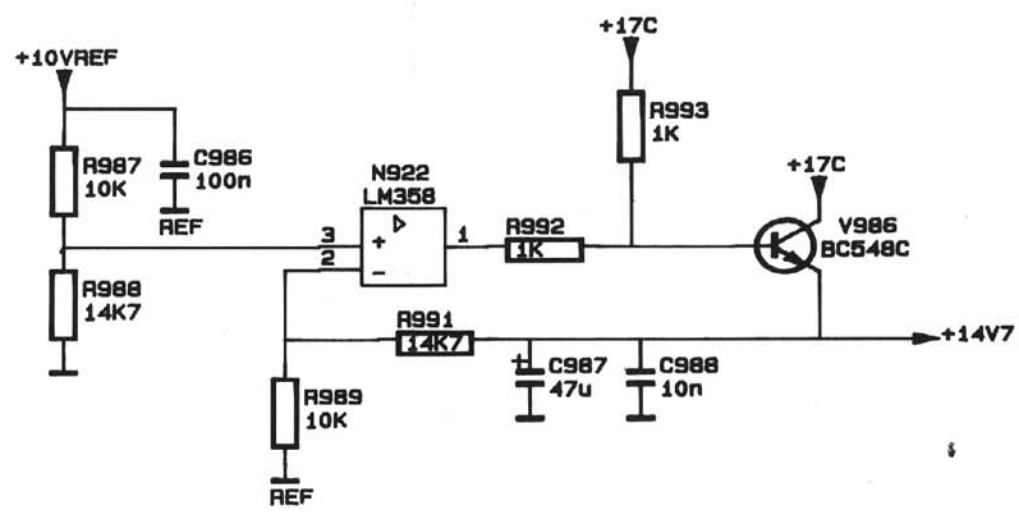 +17C
+10VREF
R993
1K
R987
10K
C986
100n
REF
N922
LM358
+17C
R992
1K
V986
BC548C
3
+
1
2
-
R988
14K7
R991
14K7
+14V7
+
C987
47u
C988
10n
R989
10K
REF